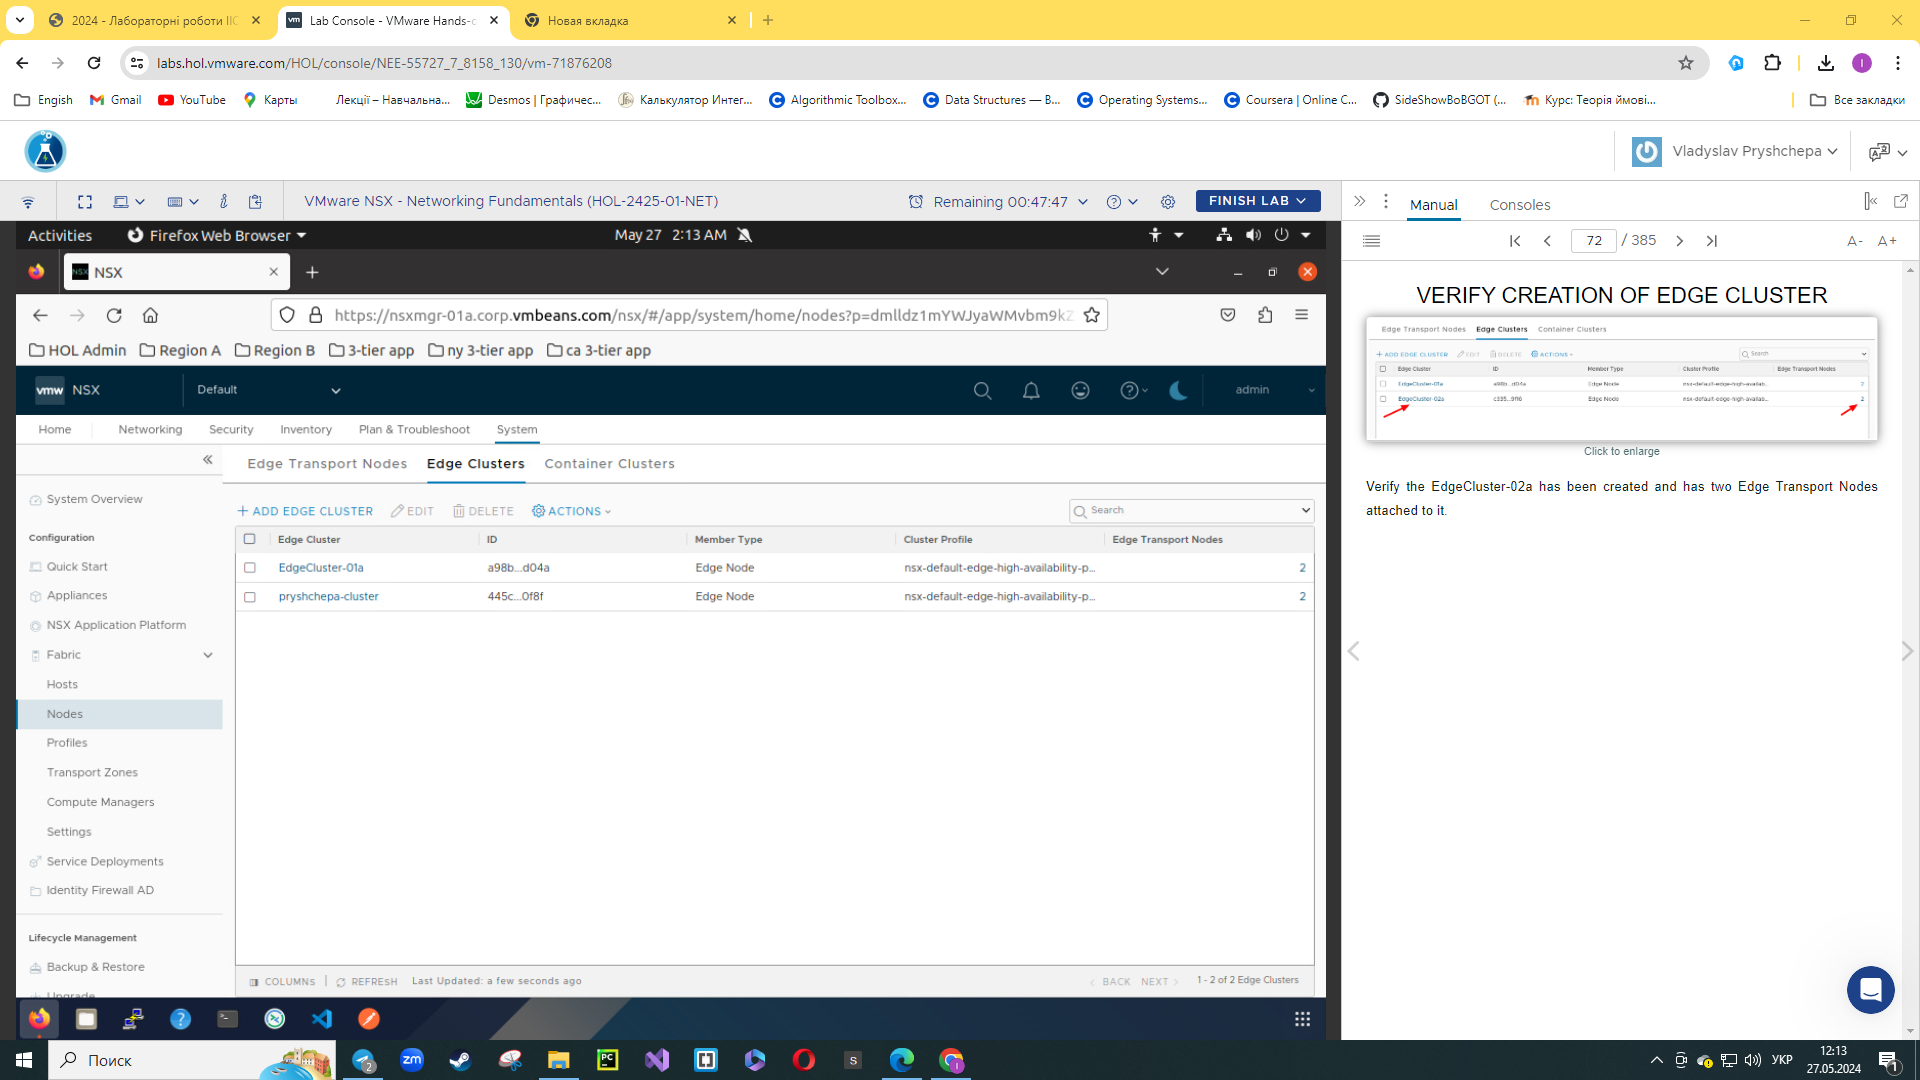 2024 - Лабораторні роботи ІІС
Lab Console - VMware Hands-o
Новая вкладка
labs.hol.vmware.com/HOL/console/NEE-55727_7_8158_130/vm-71876208
Engish
Gmail
YouTube
Карты
Лекції – Навчальна...
Desmos | Графичес...
Калькулятор Интег...
Algorithmic Toolbox...
Data Structures — В...
Operating Systems...
Coursera | Online C...
SideShowBoBGOT (...
Курс: Теорія ймові...
Все закладки
Vladyslav Pryshchepa
VMware NSX - Networking Fundamentals (HOL-2425-01-NET)
Remaining 00:47:47
FINISH LAB
Manual
Consoles
72 / 385
A- A+
Activities
Firefox Web Browser
May 27 2:13 AM
NSX
https://nsxmgr-01a.corp.vmbeans.com/nsx/#/app/system/home/nodes?p=dmlldz1mYWJyaWMvbm9kZ
HOL Admin
Region A
Region B
3-tier app
ny 3-tier app
ca 3-tier app
vmw NSX
Default
admin
Home
Networking
Security
Inventory
Plan & Troubleshoot
System
Edge Transport Nodes
Edge Clusters
Container Clusters
System Overview
Configuration
Quick Start
Appliances
NSX Application Platform
Fabric
Hosts
Nodes
Profiles
Transport Zones
Compute Managers
Settings
Service Deployments
Identity Firewall AD
Lifecycle Management
Backup & Restore
Upgrade
+ ADD EDGE CLUSTER
EDIT
DELETE
ACTIONS
Search
Edge Cluster ID Member Type Cluster Profile Edge Transport Nodes
EdgeCluster-01a a98b...d04a Edge Node nsx-default-edge-high-availability-p... 2
pryshchepa-cluster 445c...0f8f Edge Node nsx-default-edge-high-availability-p... 2
COLUMNS
REFRESH
Last Updated: a few seconds ago
BACK NEXT
1 - 2 of 2 Edge Clusters
VERIFY CREATION OF EDGE CLUSTER
Edge Transport Nodes Edge Clusters Container Clusters
+ ADD EDGE CLUSTER EDIT DELETE ACTIONS Search
Edge Cluster ID Member Type Cluster Profile Edge Transport Nodes
EdgeCluster-01a a98b...d04a Edge Node nsx-default-edge-high-availab... 2
EdgeCluster-02a c335...9f16 Edge Node nsx-default-edge-high-availab... 2
Click to enlarge
Verify the EdgeCluster-02a has been created and has two Edge Transport Nodes
attached to it.
Поиск
2
zm
PC
S
УКР
12:13
27.05.2024
1